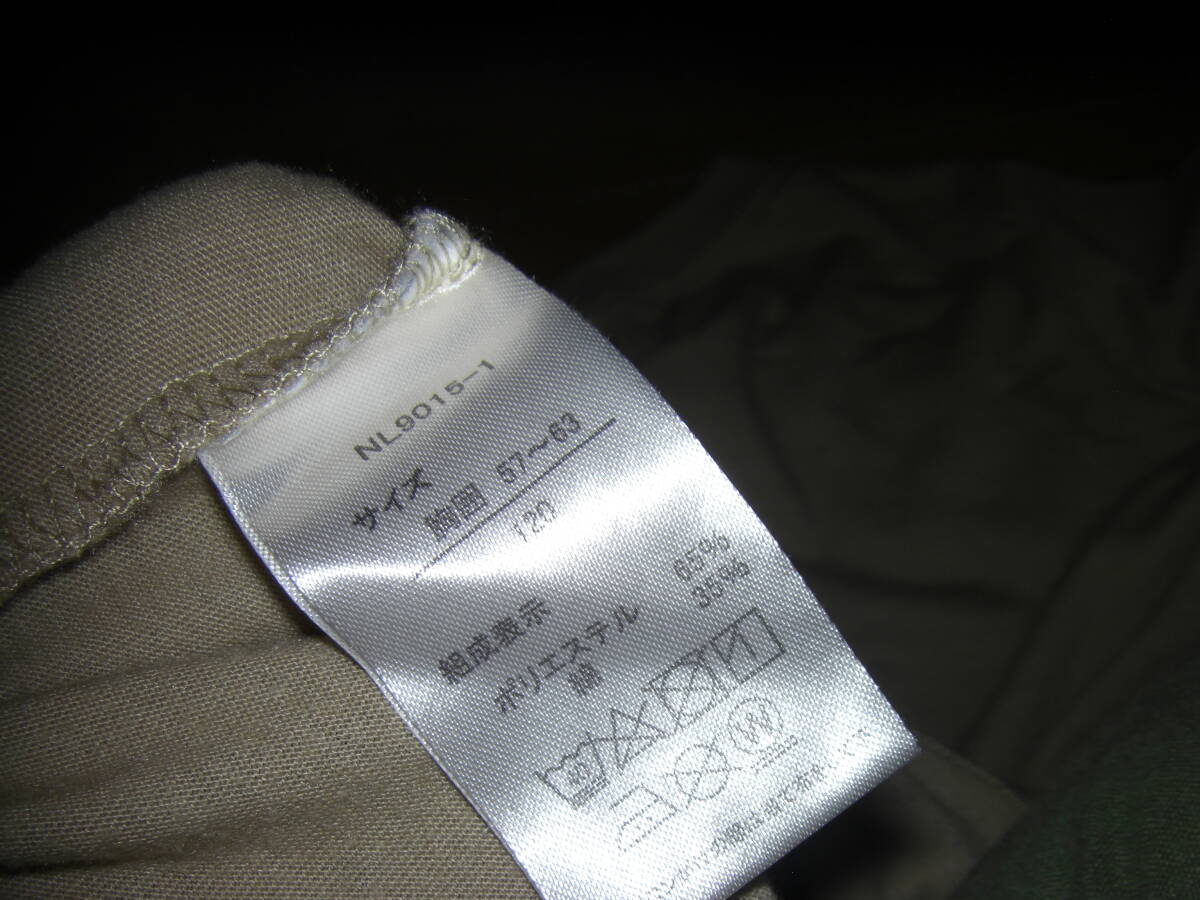 NL9015-1
サイズ
胸囲 57～63
120
組成表示
ポリエステル 65%
綿 35%